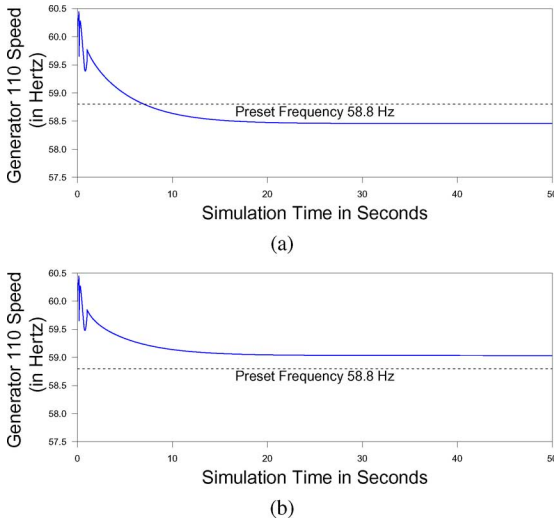 60.5
60.0
59.5
59.0
58.5
58.0
57.5
Generator 110 Speed
(in Hertz)
Preset Frequency 58.8 Hz
0 10 20 30 40 50
Simulation Time in Seconds
(a)
60.5
60.0
59.5
59.0
58.5
58.0
57.5
Generator 110 Speed
(in Hertz)
Preset Frequency 58.8 Hz
0 10 20 30 40 50
Simulation Time in Seconds
(b)